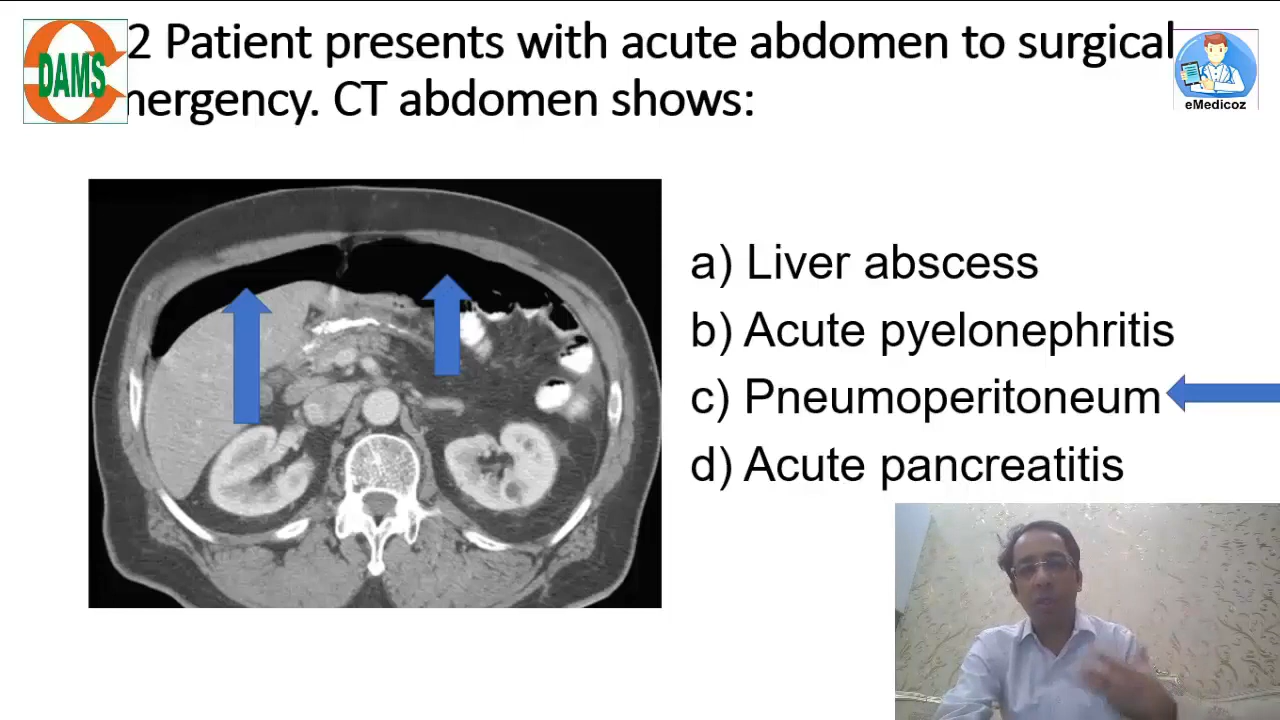 2 Patient presents with acute abdomen to surgical
mergency. CT abdomen shows:
DAMS
eMedicoz
a) Liver abscess
b) Acute pyelonephritis
c) Pneumoperitoneum
d) Acute pancreatitis